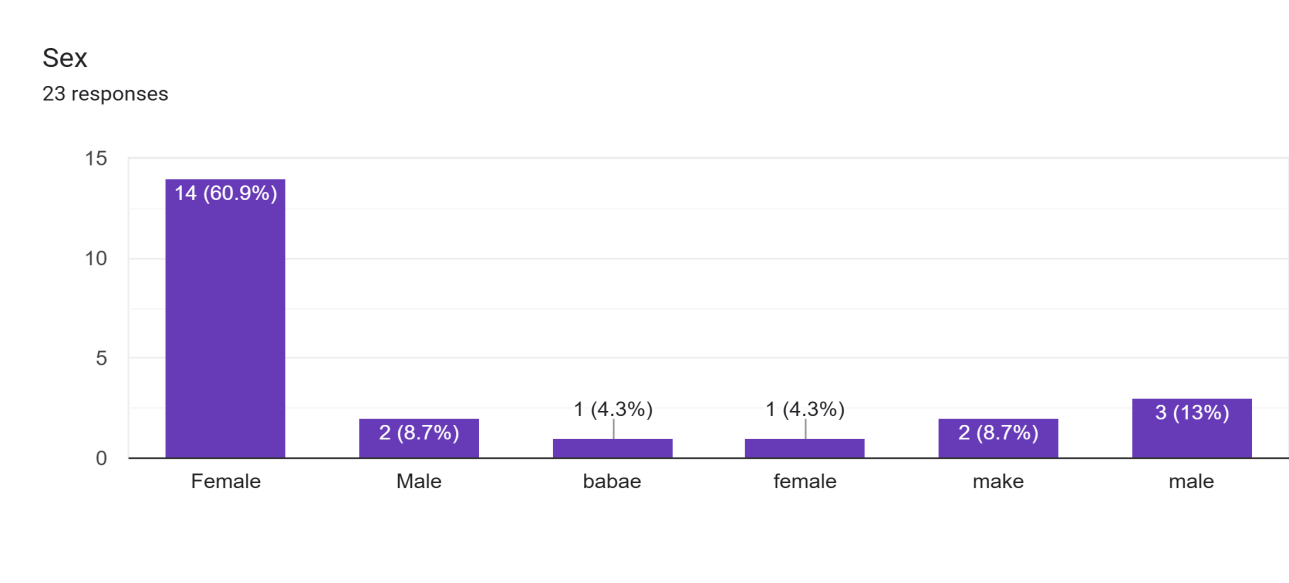 Sex
23 responses
15
10
5
0
14 (60.9%)
2 (8.7%)
1 (4.3%)
1 (4.3%)
2 (8.7%)
3 (13%)
Female
Male
babae
female
make
male